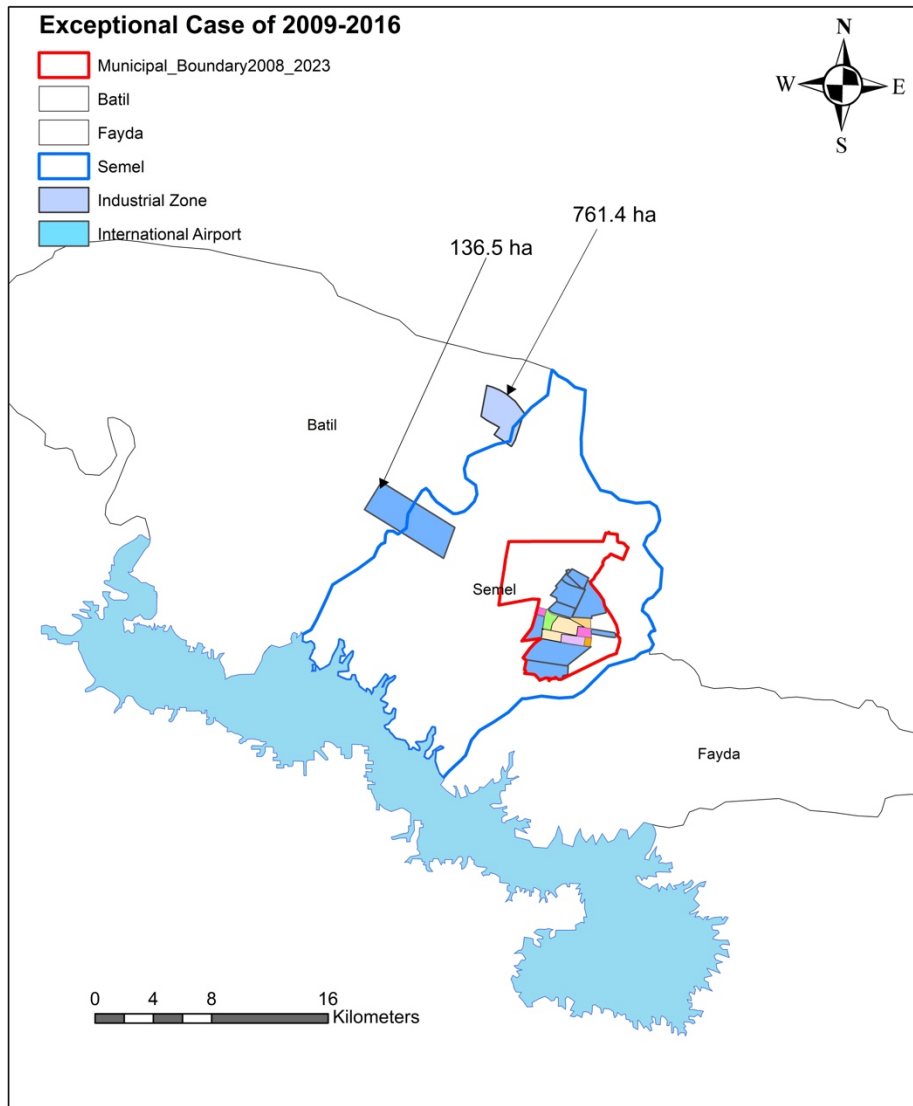 Exceptional Case of 2009-2016
Municipal_Boundary2008_2023
Batil
Fayda
Semel
Industrial Zone
International Airport
N
W
E
S
761.4 ha
136.5 ha
Batil
Semel
Fayda
0 4 8 16
Kilometers